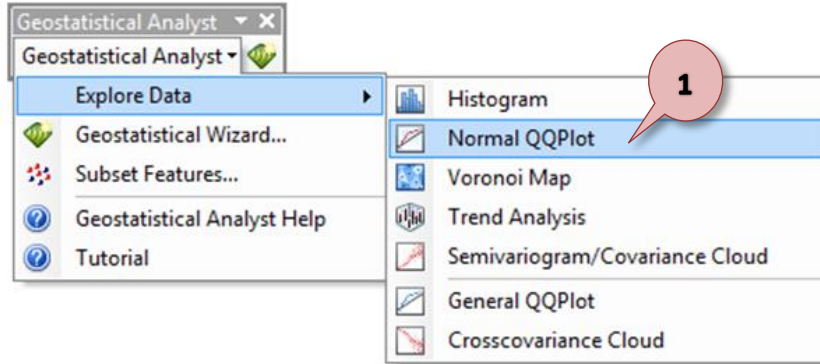 Geostatistical Analyst
Geostatistical Analyst
Explore Data
Geostatistical Wizard...
Subset Features...
Geostatistical Analyst Help
Tutorial
Histogram
Normal QQPlot
Voronoi Map
Trend Analysis
Semivariogram/Covariance Cloud
General QQPlot
Crosscovariance Cloud
1